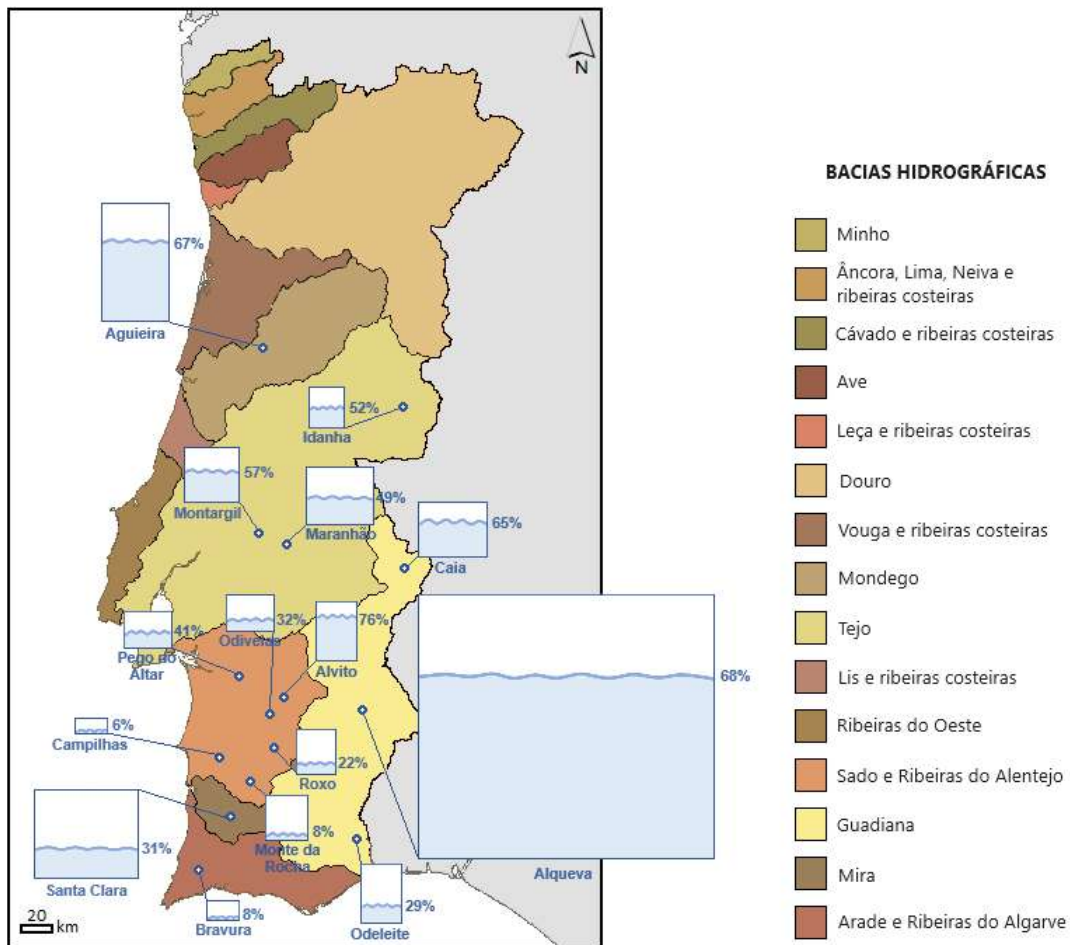 N
67%
Aguieira
52%
Idanha
57%
Montargil
49%
Maranhão
65%
Caia
41%
Pego do
Altar
32%
Odivelas
76%
Alvito
68%
Alqueva
6%
Campilhas
22%
Roxo
8%
Monte da
Rocha
31%
Santa Clara
8%
Bravura
29%
Odeleite
20
km
BACIAS HIDROGRÁFICAS
Minho
Âncora, Lima, Neiva e
ribeiras costeiras
Cávado e ribeiras costeiras
Ave
Leça e ribeiras costeiras
Douro
Vouga e ribeiras costeiras
Mondego
Tejo
Lis e ribeiras costeiras
Ribeiras do Oeste
Sado e Ribeiras do Alentejo
Guadiana
Mira
Arade e Ribeiras do Algarve